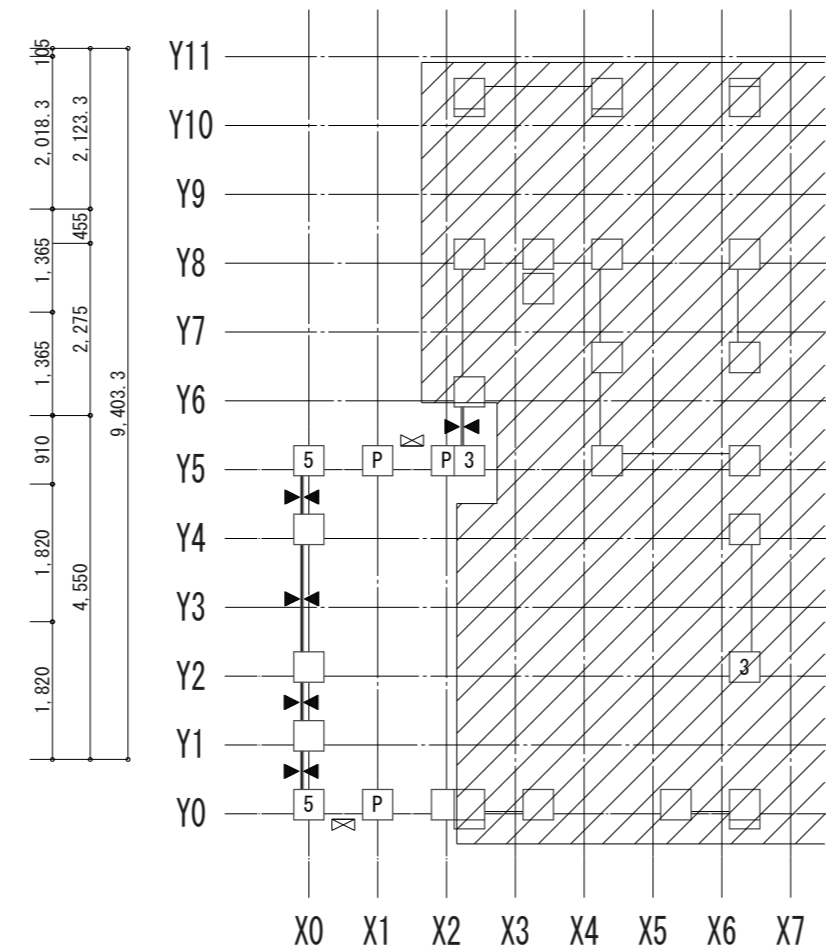 Y11
Y10
Y9
Y8
Y7
Y6
Y5
Y4
Y3
Y2
Y1
Y0
X0 X1 X2 X3 X4 X5 X6 X7
105
2,018.3
1,365
1,365
910
1,820
1,820
2,123.3
455
2,275
4,550
9,403.3
5 P P 3
3
5 P